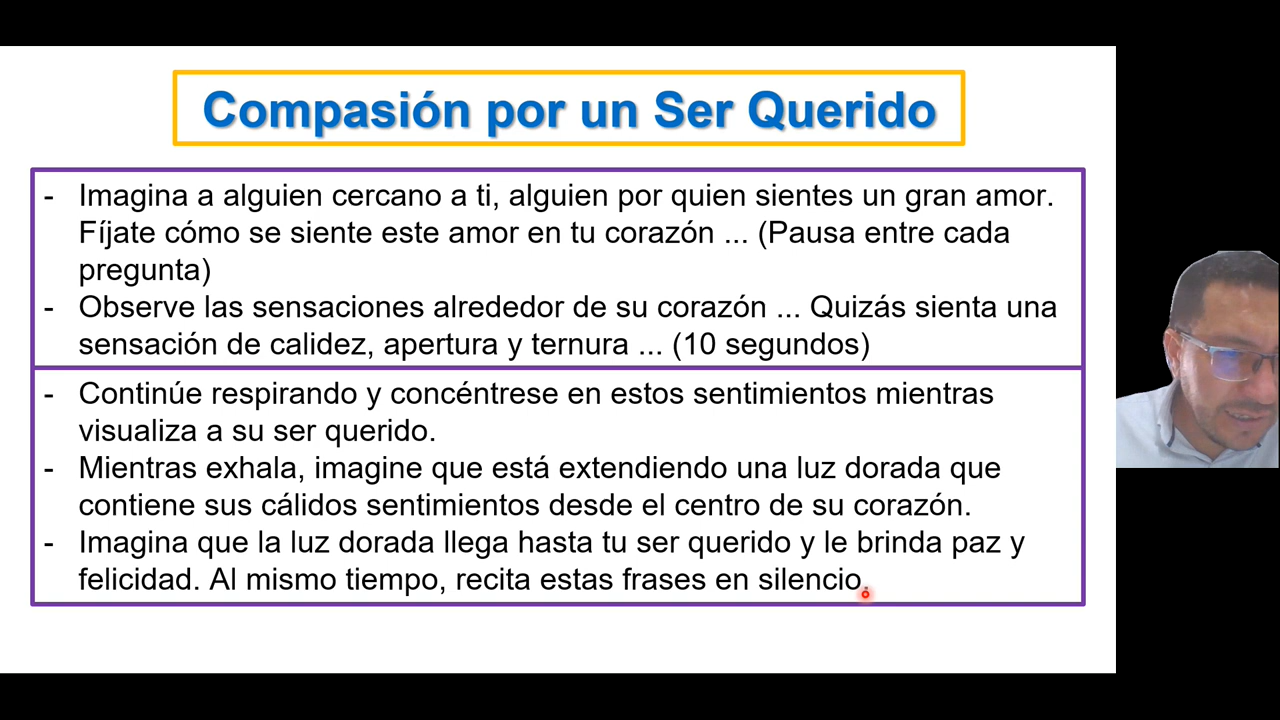 Compasión por un Ser Querido
- Imagina a alguien cercano a ti, alguien por quien sientes un gran amor.
Fíjate cómo se siente este amor en tu corazón ... (Pausa entre cada
pregunta)
- Observe las sensaciones alrededor de su corazón ... Quizás sienta una
sensación de calidez, apertura y ternura ... (10 segundos)
- Continúe respirando y concéntrese en estos sentimientos mientras
visualiza a su ser querido.
- Mientras exhala, imagine que está extendiendo una luz dorada que
contiene sus cálidos sentimientos desde el centro de su corazón.
- Imagina que la luz dorada llega hasta tu ser querido y le brinda paz y
felicidad. Al mismo tiempo, recita estas frases en silencio.